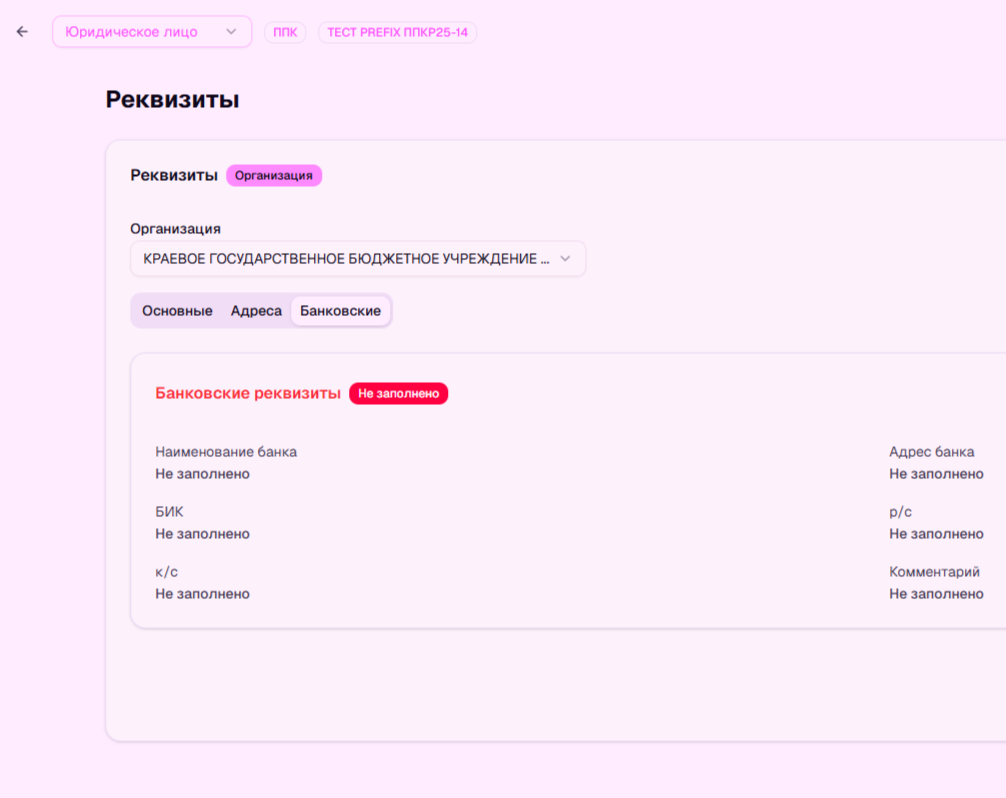 Юридическое лицо ППК ТЕСТ PREFIX ППКР25-14
Реквизиты
Реквизиты Организация
Организация
КРАЕВОЕ ГОСУДАРСТВЕННОЕ БЮДЖЕТНОЕ УЧРЕЖДЕНИЕ ...
Основные Адреса Банковские
Банковские реквизиты Не заполнено
Наименование банка Адрес банка
Не заполнено Не заполнено
БИК р/с
Не заполнено Не заполнено
к/с Комментарий
Не заполнено Не заполнено